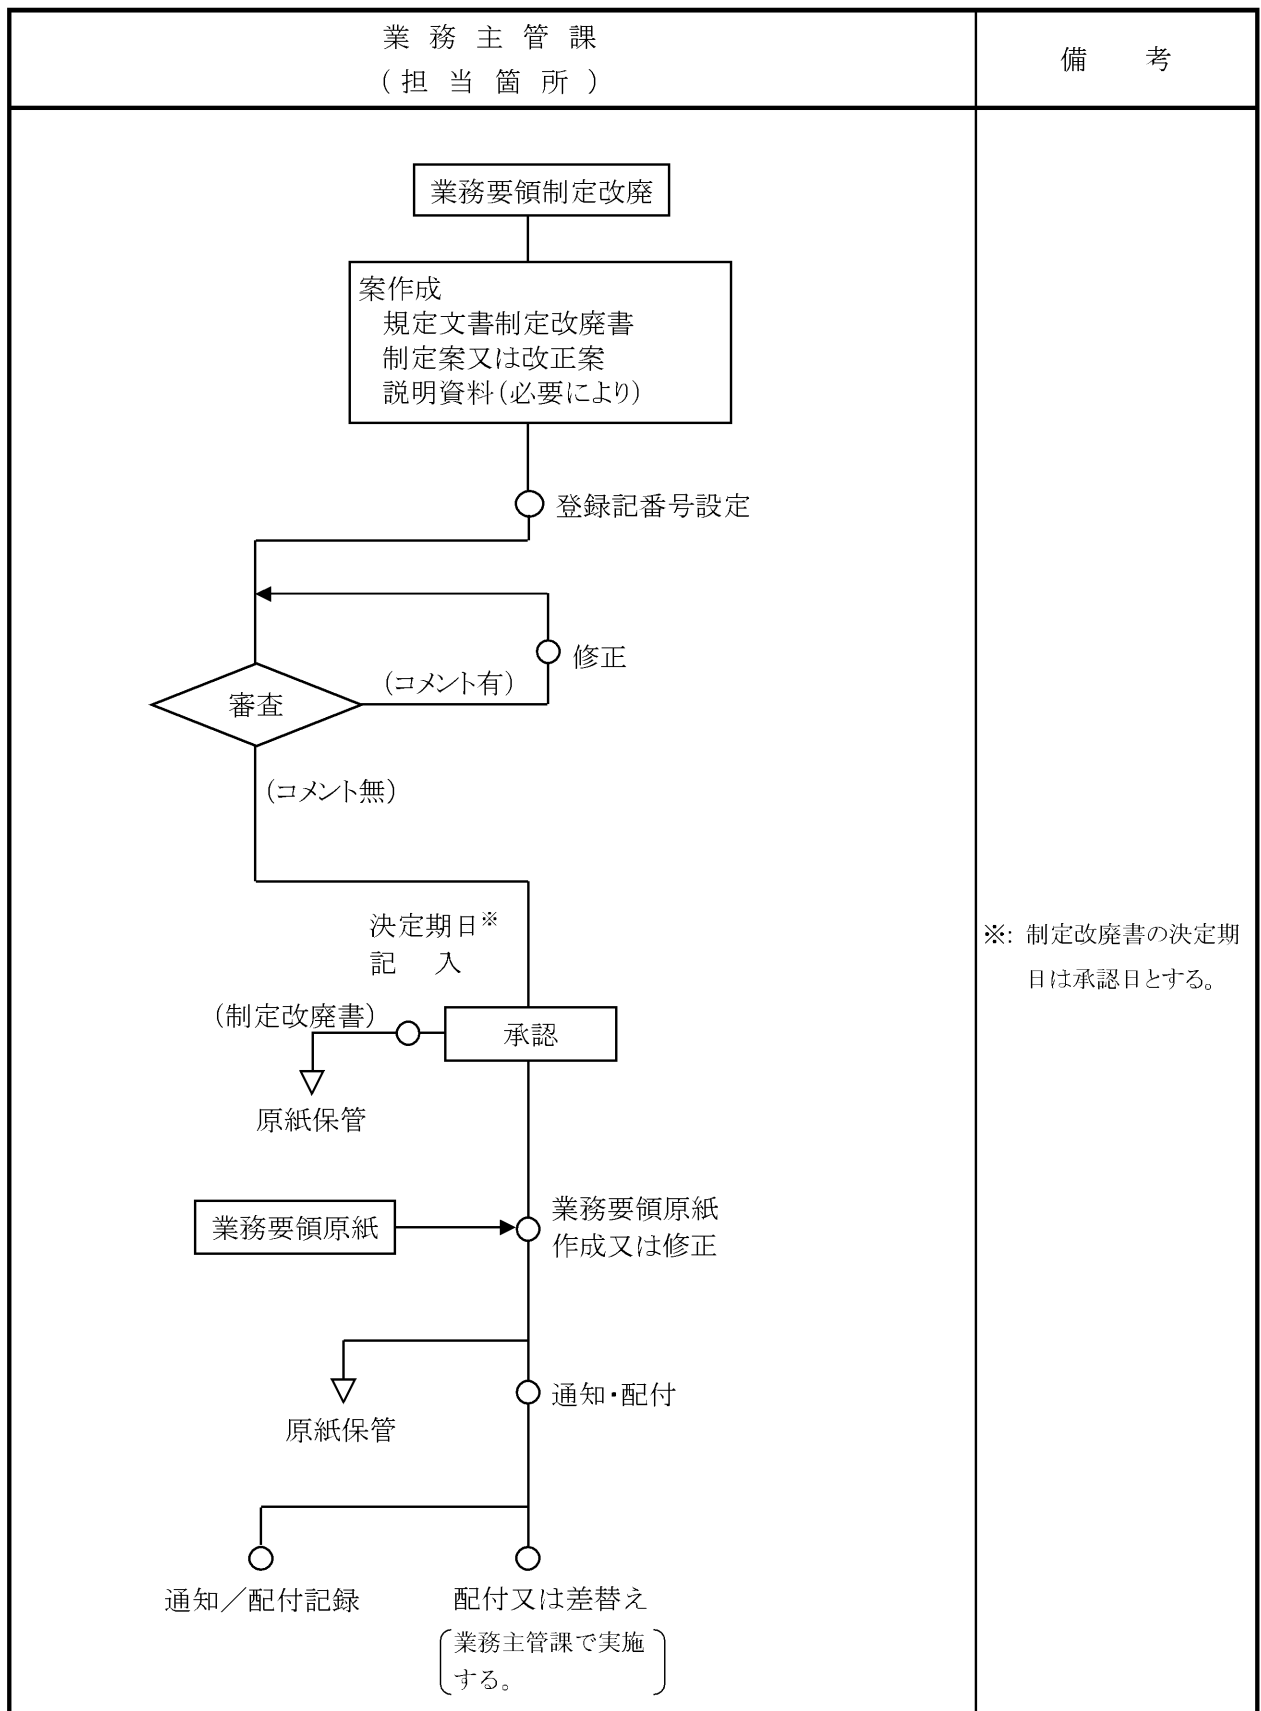 業務主管課
(担当箇所)
備考
業務要領制定改廃
案作成
規定文書制定改廃書
制定案又は改正案
説明資料(必要により)
登録記番号設定
修正
(コメント有)
審査
(コメント無)
決定期日※
記入
※: 制定改廃書の決定期
日は承認日とする。
(制定改廃書)
承認
原紙保管
業務要領原紙
業務要領原紙
作成又は修正
通知・配付
原紙保管
通知／配付記録
配付又は差替え
業務主管課で実施
する。